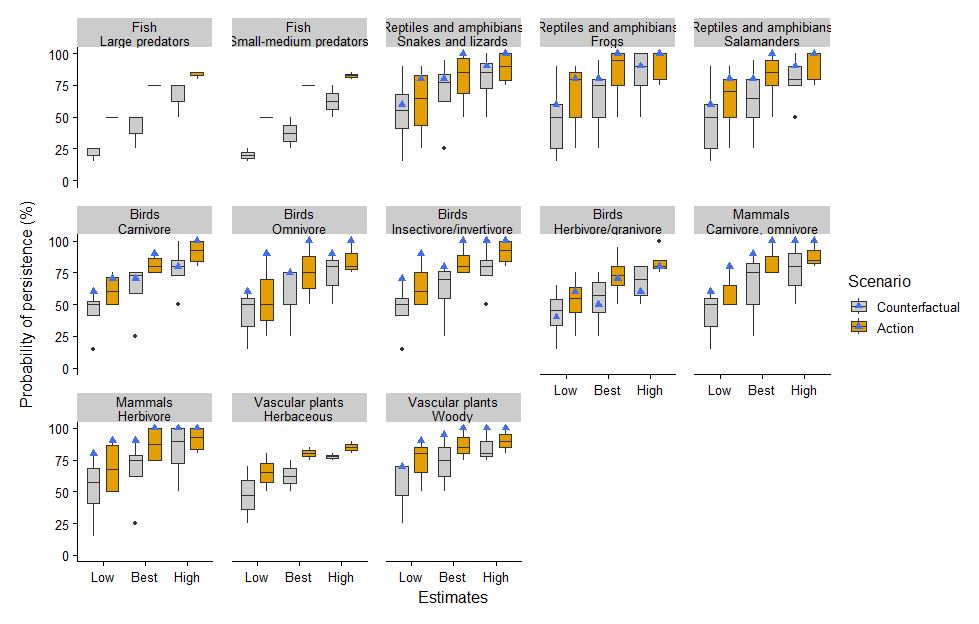 Fish
Large predators
Fish
Small-medium predators
Reptiles and amphibians
Snakes and lizards
Reptiles and amphibians
Frogs
Reptiles and amphibians
Salamanders
100
75
50
25
0
Birds
Carnivore
Birds
Omnivore
Birds
Insectivore/invertivore
Birds
Herbivore/granivore
Mammals
Carnivore, omnivore
100
75
50
25
0
Low Best High
Low Best High
Mammals
Herbivore
Vascular plants
Herbaceous
Vascular plants
Woody
100
75
50
25
0
Low Best High
Low Best High
Low Best High
Estimates
Probability of persistence (%)
Scenario
Counterfactual
Action